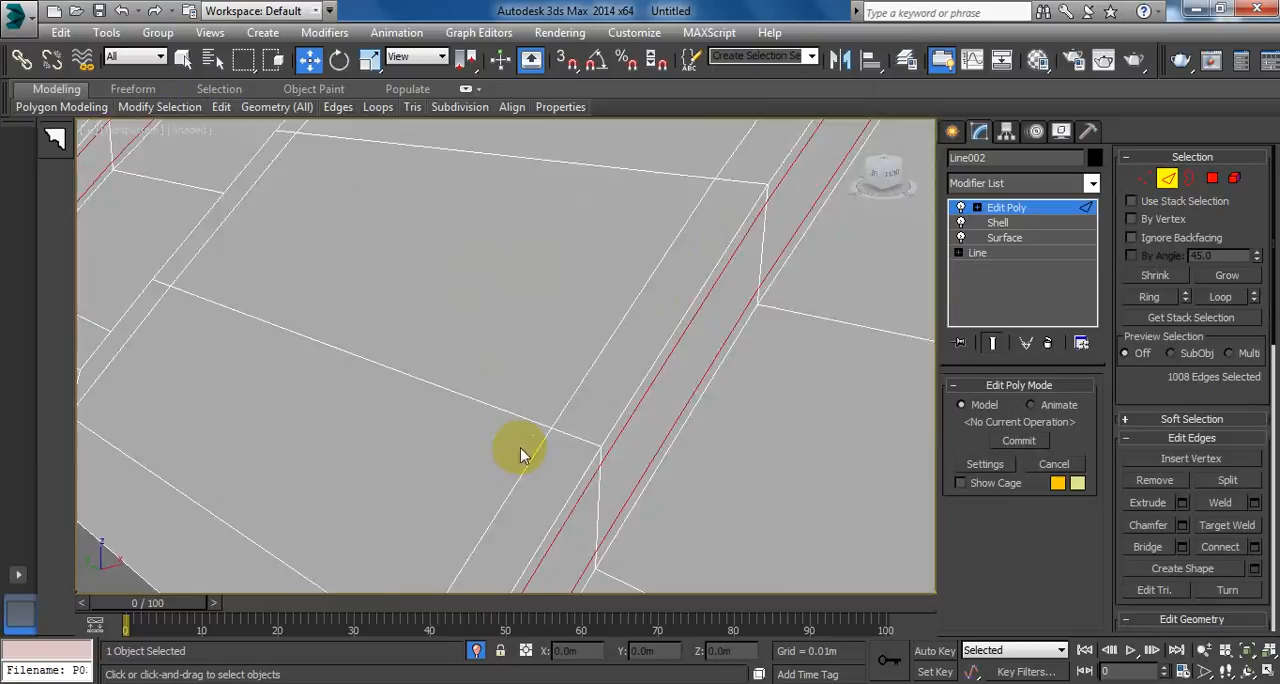 Workspace: Default
Autodesk 3ds Max 2014 x64 Untitled
Type a keyword or phrase
Edit Tools Group Views Create Modifiers Animation Graph Editors Rendering Customize MAXScript Help
All View Create Selection Se
Modeling Freeform Selection Object Paint Populate
Polygon Modeling Modify Selection Edit Geometry (All) Edges Loops Tris Subdivision Align Properties
Line002
Modifier List
Edit Poly
Shell
Surface
Line
Selection
Use Stack Selection
By Vertex
Ignore Backfacing
By Angle: 45.0
Shrink Grow
Ring Loop
Get Stack Selection
Preview Selection
Off SubObj Multi
1008 Edges Selected
Soft Selection
Edit Edges
Insert Vertex
Remove Split
Extrude Weld
Chamfer Target Weld
Bridge Connect
Create Shape
Edit Tri. Turn
Edit Geometry
Edit Poly Mode
Model Animate
<No Current Operation>
Commit
Settings Cancel
Show Cage
z
x
0 / 100
0 10 20 30 40 50 60 70 80 90 100
1 Object Selected
X: 0.0m Y: 0.0m Z: 0.0m Grid = 0.01m
Auto Key Selected
Filename: P0:
Click or click-and-drag to select objects
Add Time Tag
Set Key Key Filters... 0